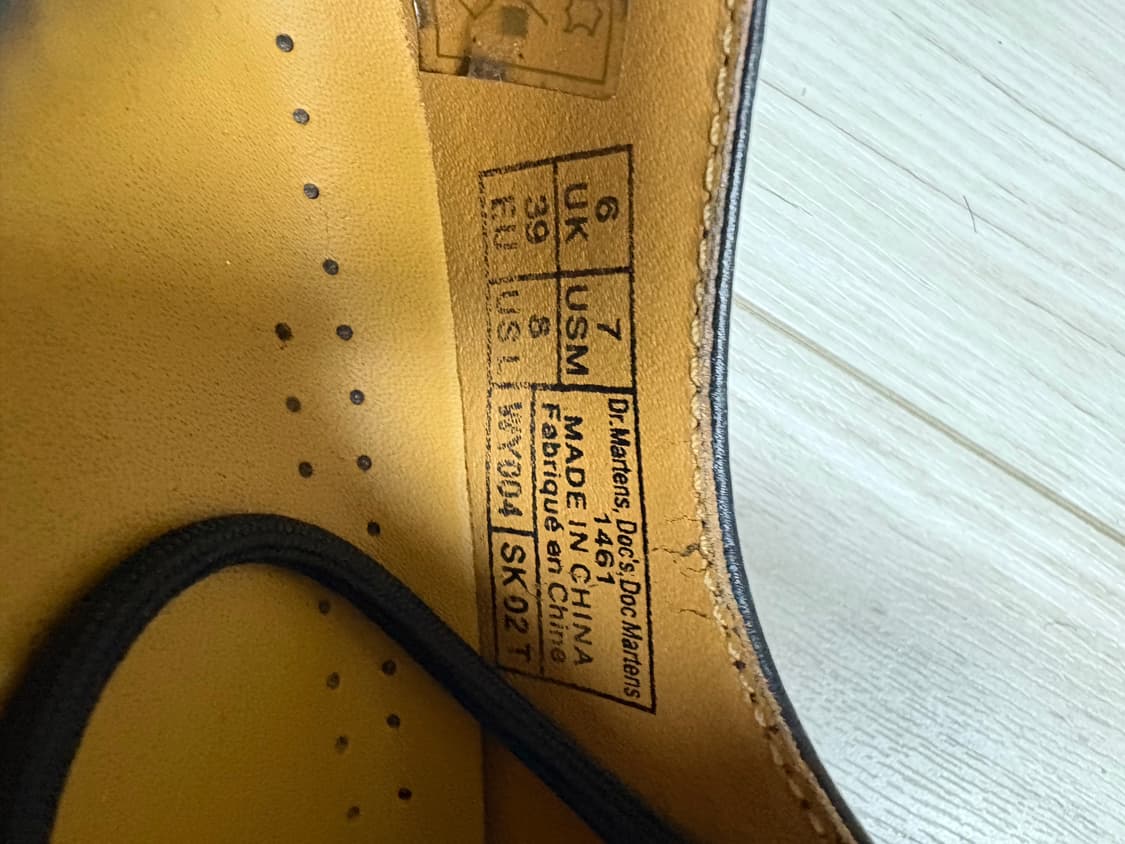 6
UK
39
EU
7
USM
8
US L
Dr.Martens, Doc's, Doc Martens
1461
MADE IN CHINA
Fabriqué en Chine
WY004
SK 02 T